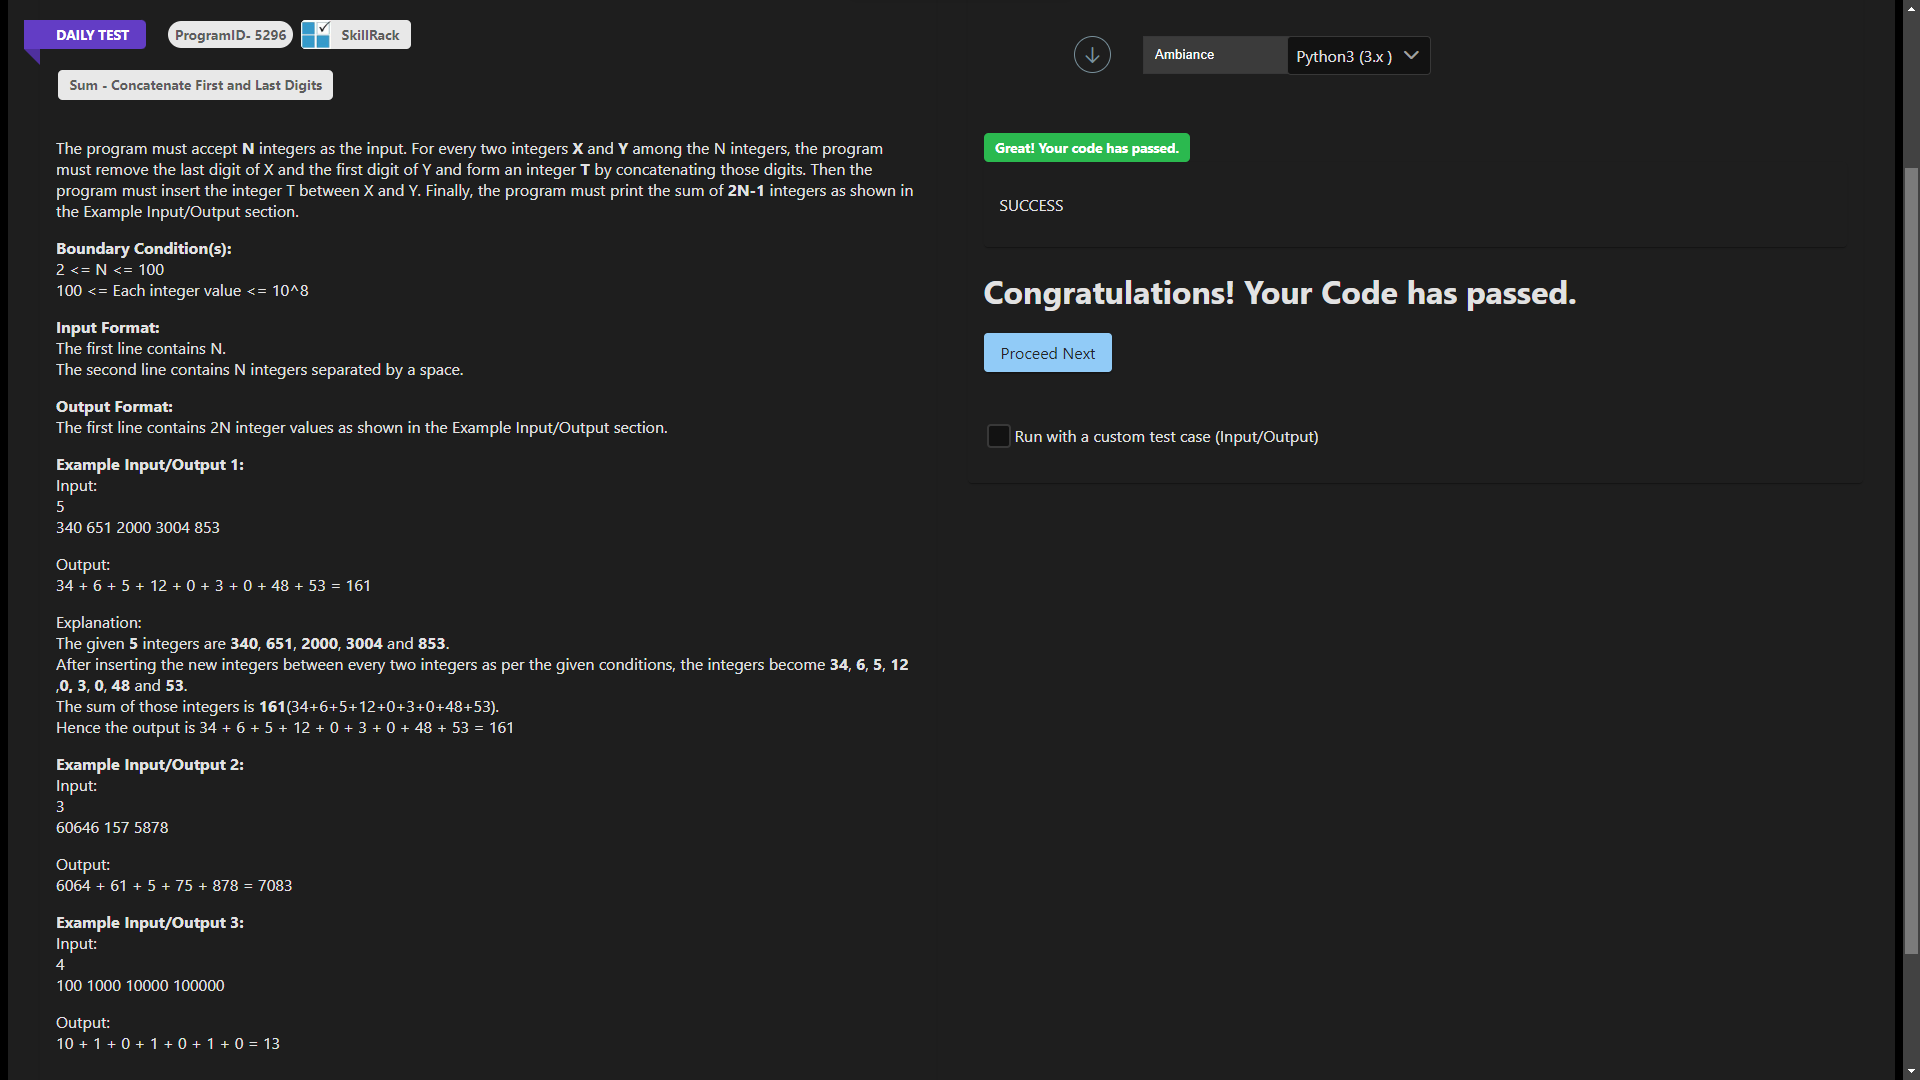 DAILY TEST
ProgramID- 5296
SkillRack
Sum - Concatenate First and Last Digits
The program must accept N integers as the input. For every two integers X and Y among the N integers, the program
must remove the last digit of X and the first digit of Y and form an integer T by concatenating those digits. Then the
program must insert the integer T between X and Y. Finally, the program must print the sum of 2N-1 integers as shown in
the Example Input/Output section.
Boundary Condition(s):
2 <= N <= 100
100 <= Each integer value <= 10^8
Input Format:
The first line contains N.
The second line contains N integers separated by a space.
Output Format:
The first line contains 2N integer values as shown in the Example Input/Output section.
Example Input/Output 1:
Input:
5
340 651 2000 3004 853
Output:
34 + 6 + 5 + 12 + 0 + 3 + 0 + 48 + 53 = 161
Explanation:
The given 5 integers are 340, 651, 2000, 3004 and 853.
After inserting the new integers between every two integers as per the given conditions, the integers become 34, 6, 5, 12
,0, 3, 0, 48 and 53.
The sum of those integers is 161(34+6+5+12+0+3+0+48+53).
Hence the output is 34 + 6 + 5 + 12 + 0 + 3 + 0 + 48 + 53 = 161
Example Input/Output 2:
Input:
3
60646 157 5878
Output:
6064 + 61 + 5 + 75 + 878 = 7083
Example Input/Output 3:
Input:
4
100 1000 10000 100000
Output:
10 + 1 + 0 + 1 + 0 + 1 + 0 = 13
Ambiance
Python3 (3.x )
Great! Your code has passed.
SUCCESS
Congratulations! Your Code has passed.
Proceed Next
Run with a custom test case (Input/Output)